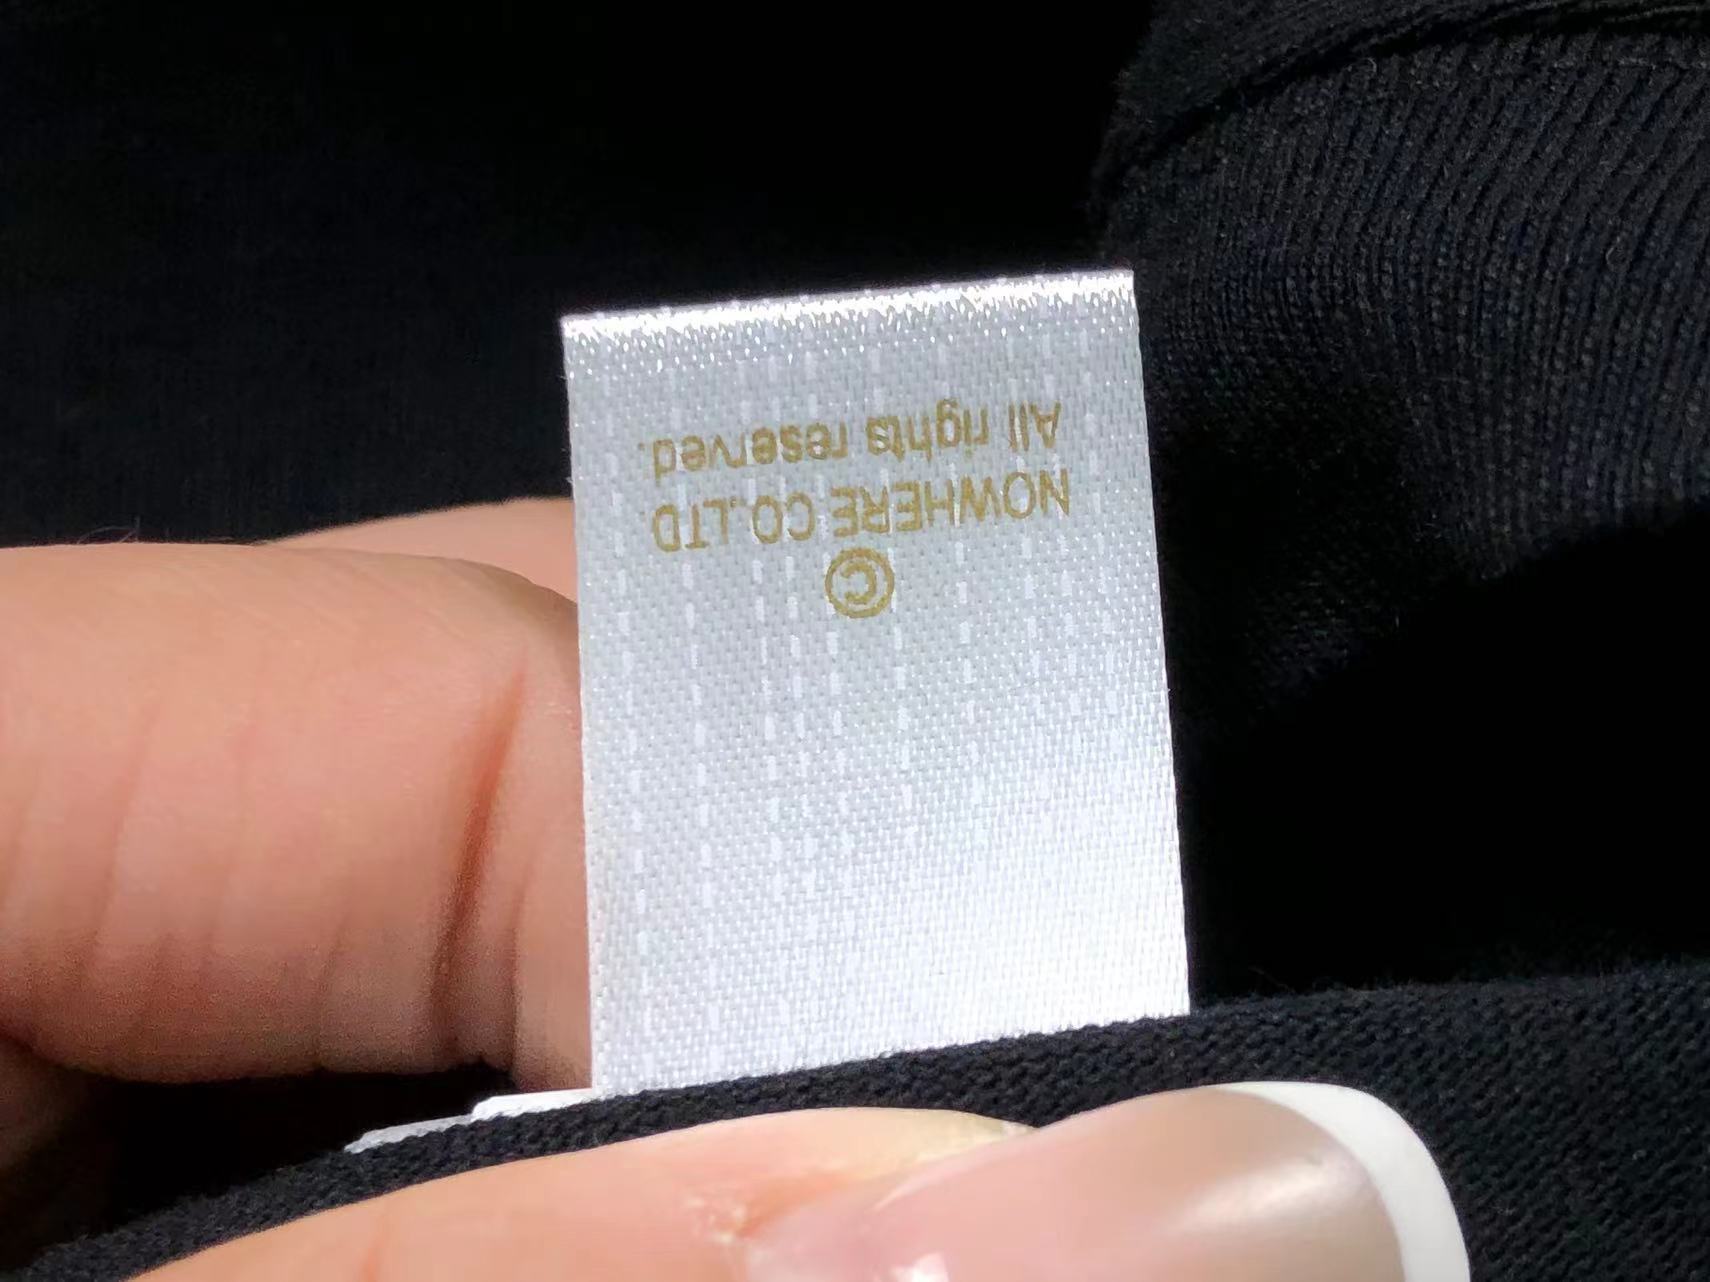 ©
NOWHERE CO.,LTD.
All rights reserved.